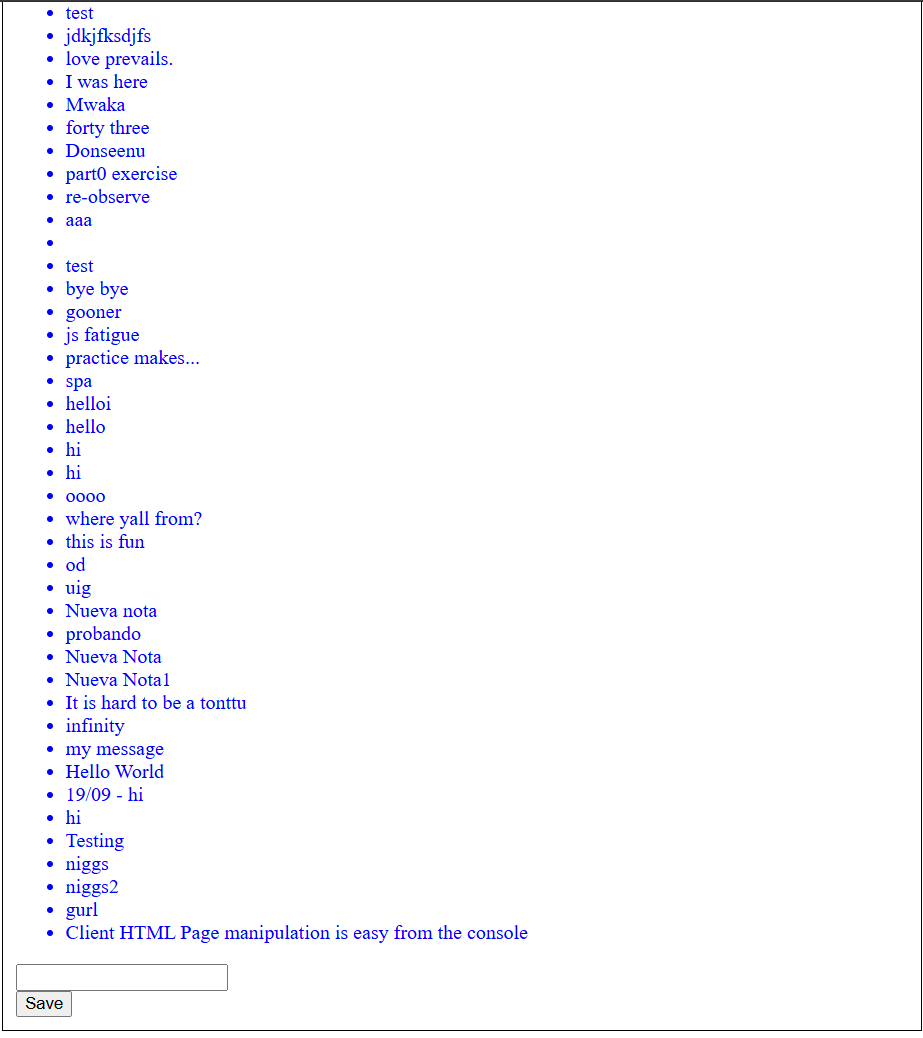 test
jdkjfksdjfs
love prevails.
I was here
Mwaka
forty three
Donseenu
part0 exercise
re-observe
aaa
test
bye bye
gooner
js fatigue
practice makes...
spa
helloi
hello
hi
hi
oooo
where yall from?
this is fun
od
uig
Nueva nota
probando
Nueva Nota
Nueva Nota1
It is hard to be a tonttu
infinity
my message
Hello World
19/09 - hi
hi
Testing
niggs
niggs2
gurl
Client HTML Page manipulation is easy from the console
Save